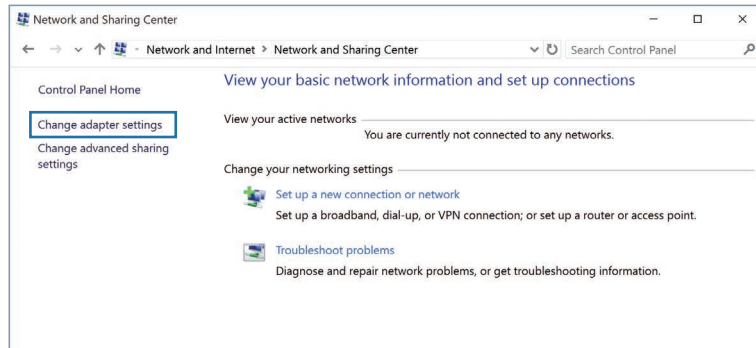 Network and Sharing Center
Network and Internet > Network and Sharing Center
Search Control Panel
Control Panel Home
Change adapter settings
Change advanced sharing
settings
View your basic network information and set up connections
View your active networks
You are currently not connected to any networks.
Change your networking settings
Set up a new connection or network
Set up a broadband, dial-up, or VPN connection; or set up a router or access point.
Troubleshoot problems
Diagnose and repair network problems, or get troubleshooting information.